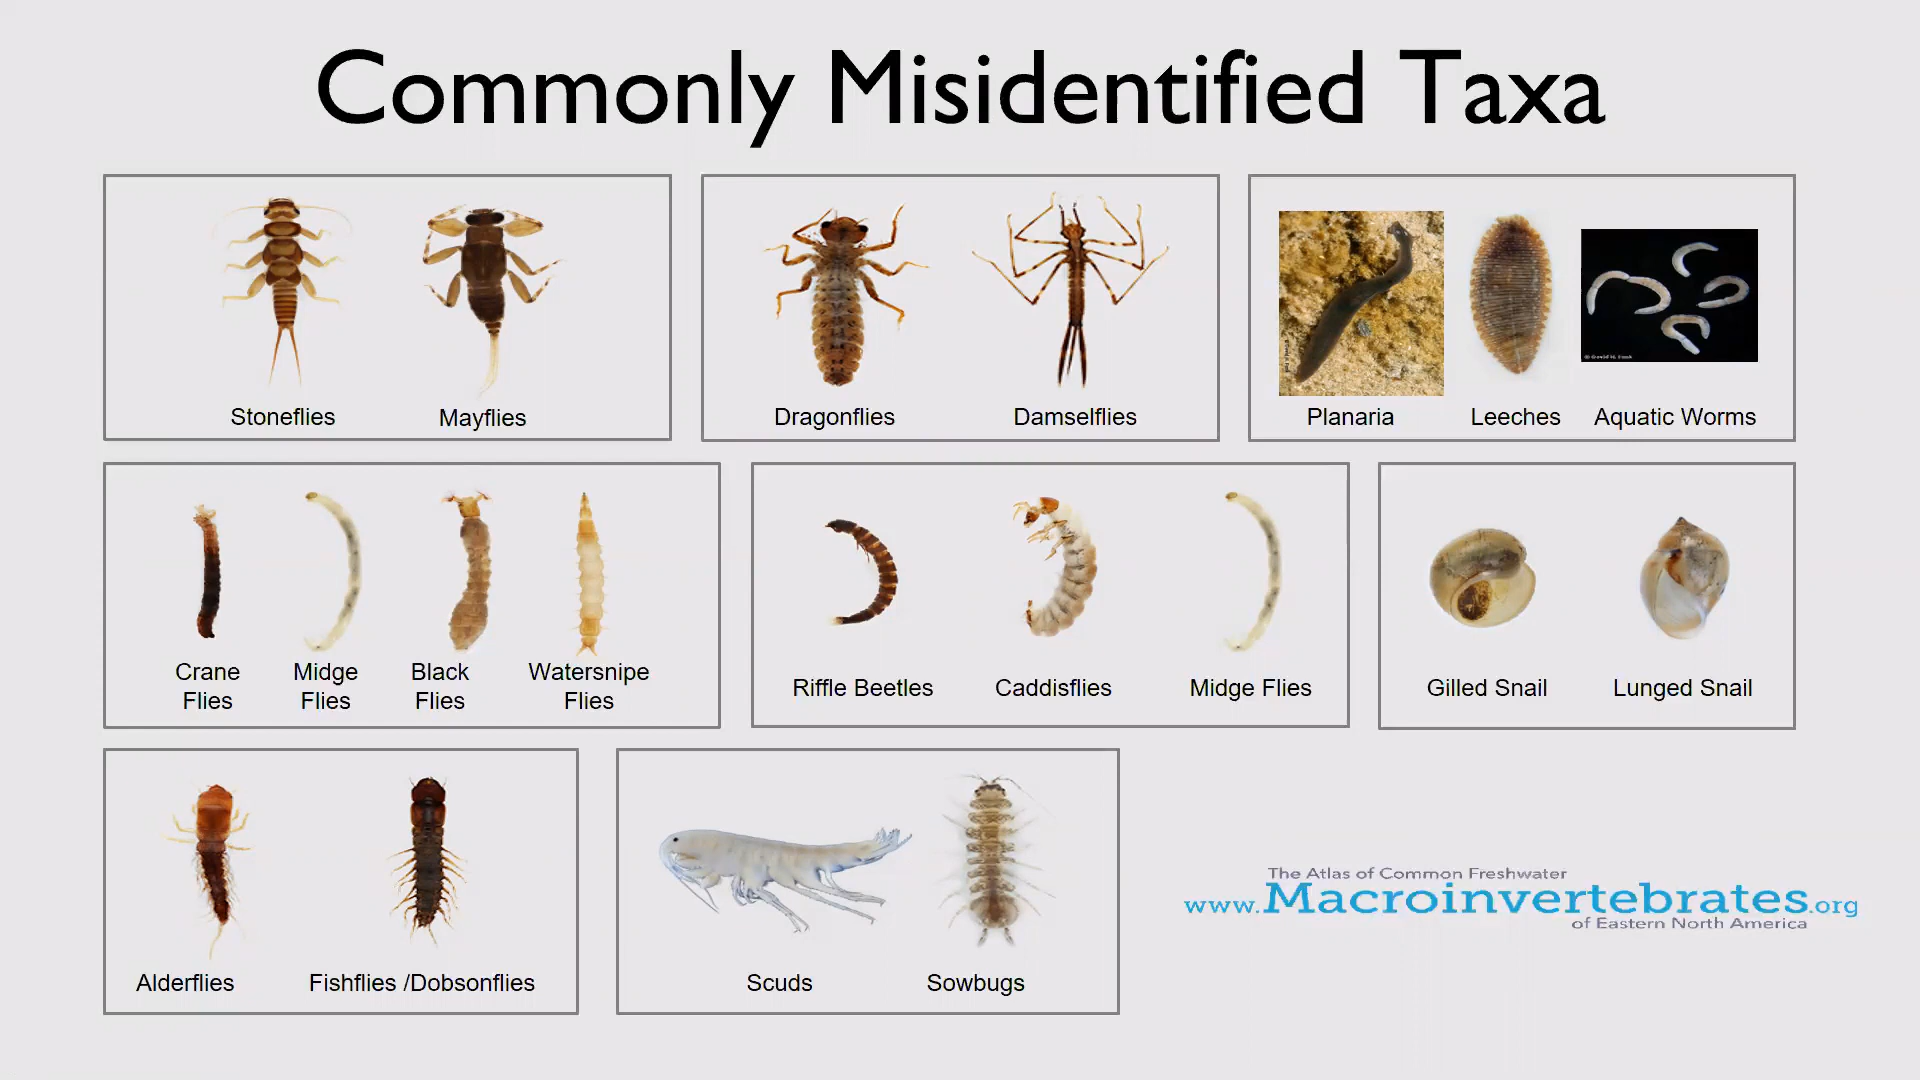 Commonly Misidentified Taxa
Stoneflies
Mayflies
Dragonflies
Damselflies
Planaria
Leeches
Aquatic Worms
Crane
Flies
Midge
Flies
Black
Flies
Watersnipe
Flies
Riffle Beetles
Caddisflies
Midge Flies
Gilled Snail
Lunged Snail
Alderflies
Fishflies /Dobsonflies
Scuds
Sowbugs
The Atlas of Common Freshwater
www.Macroinvertebrates.org
of Eastern North America